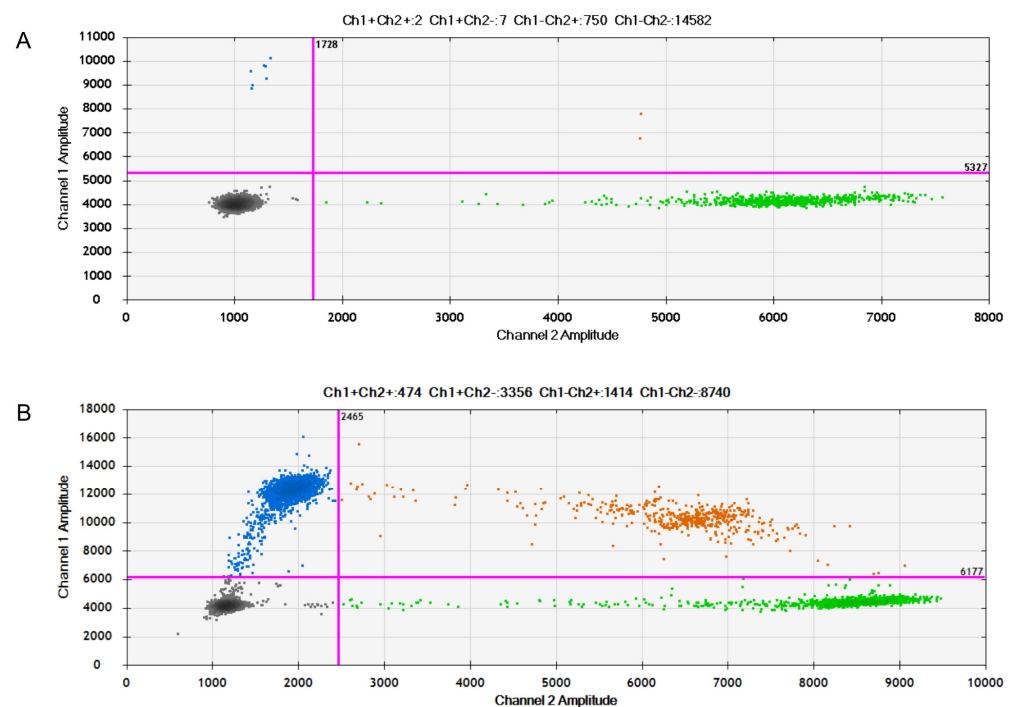 A
Ch1+Ch2+:2 Ch1+Ch2-:7 Ch1-Ch2+:750 Ch1-Ch2-:14582
Channel 1 Amplitude
11000
10000
9000
8000
7000
6000
5000
4000
3000
2000
1000
0
1728
5327
0 1000 2000 3000 4000 5000 6000 7000 8000
Channel 2 Amplitude
B
Ch1+Ch2+:474 Ch1+Ch2-:3356 Ch1-Ch2+:1414 Ch1-Ch2-:8740
Channel 1 Amplitude
18000
16000
14000
12000
10000
8000
6000
4000
2000
0
2465
6177
0 1000 2000 3000 4000 5000 6000 7000 8000 9000 10000
Channel 2 Amplitude